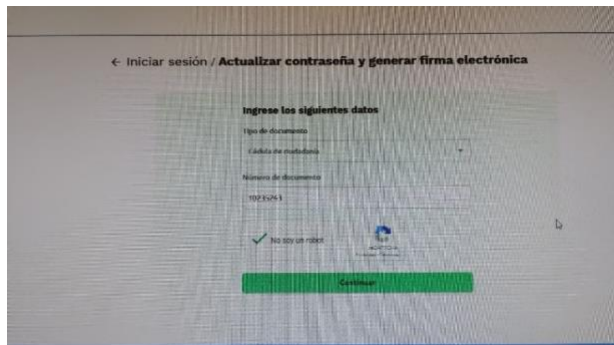 ← Iniciar sesión / Actualizar contraseña y generar firma electrónica
Ingrese los siguientes datos
Tipo de documento
Cédula de ciudadanía
Número de documento
No soy un robot
reCAPTCHA
Continuar